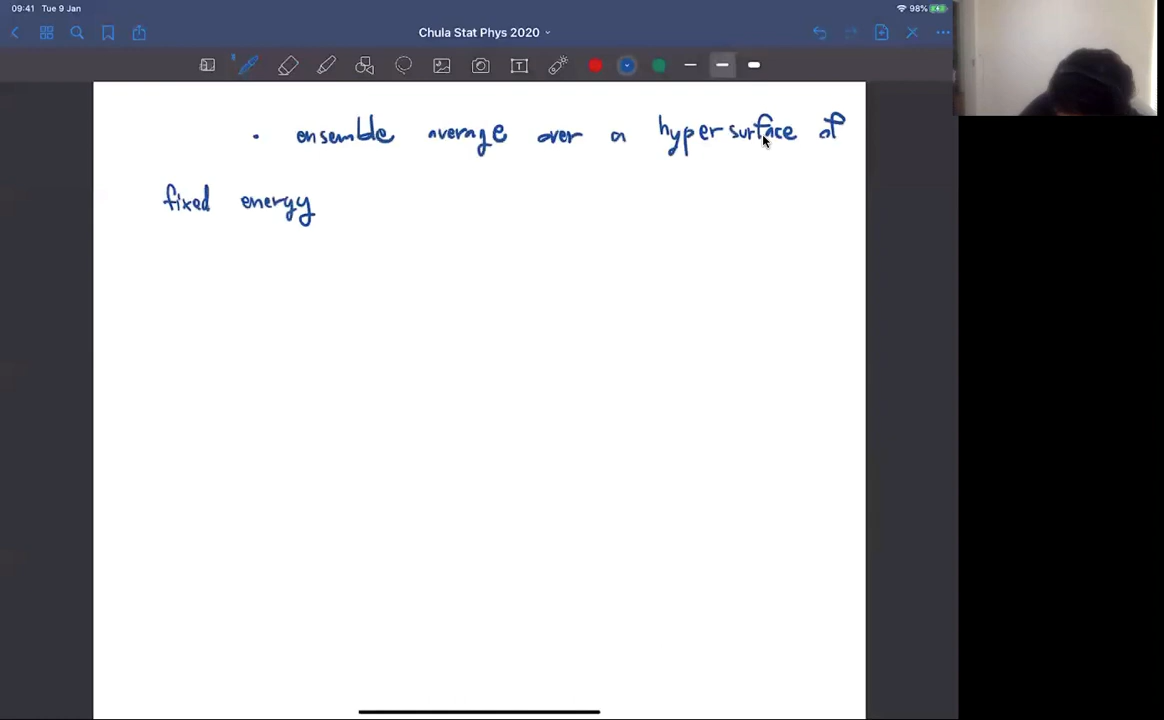 09:41 Tue 9 Jan
98%
Chula Stat Phys 2020
• ensemble average over a hypersurface of
fixed energy